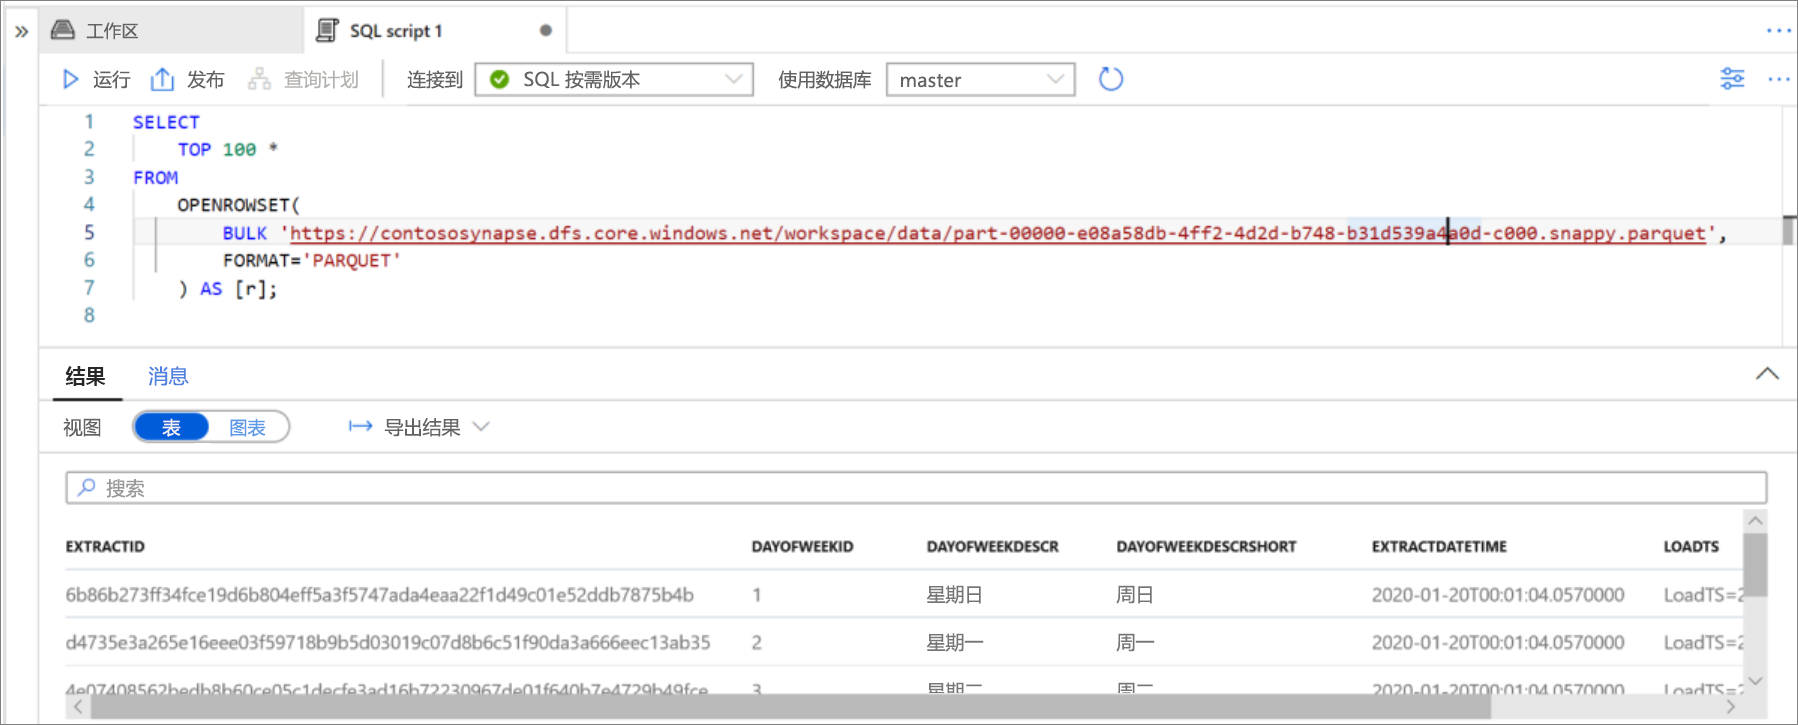 工作区 SQL script 1
运行 发布 查询计划 连接到 SQL 按需版本 使用数据库 master
1 SELECT
2 TOP 100 *
3 FROM
4 OPENROWSET(
5 BULK 'https://contososynapse.dfs.core.windows.net/workspace/data/part-00000-e08a58db-4ff2-4d2d-b748-b31d539a4a0d-c000.snappy.parquet',
6 FORMAT='PARQUET'
7 ) AS [r];
8
结果 消息
视图 表 图表 导出结果
搜索
EXTRACTID DAYOFWEEKID DAYOFWEEKDESCR DAYOFWEEKDESCRSHORT EXTRACTDATETIME LOADTS
6b86b273ff34fce19d6b804eff5a3f5747ada4eaa22f1d49c01e52ddb7875b4b 1 星期日 周日 2020-01-20T00:01:04.0570000 LoadTS=2
d4735e3a265e16eee03f59718b9b5d03019c07d8b6c51f90da3a666eec13ab35 2 星期一 周一 2020-01-20T00:01:04.0570000 LoadTS=2
4e07408562bedb8b60ce05c1decfe3ad16b72230967de01f640b7e4729b49fce 3 星期二 周二 2020-01-20T00:01:04.0570000 LoadTS=2